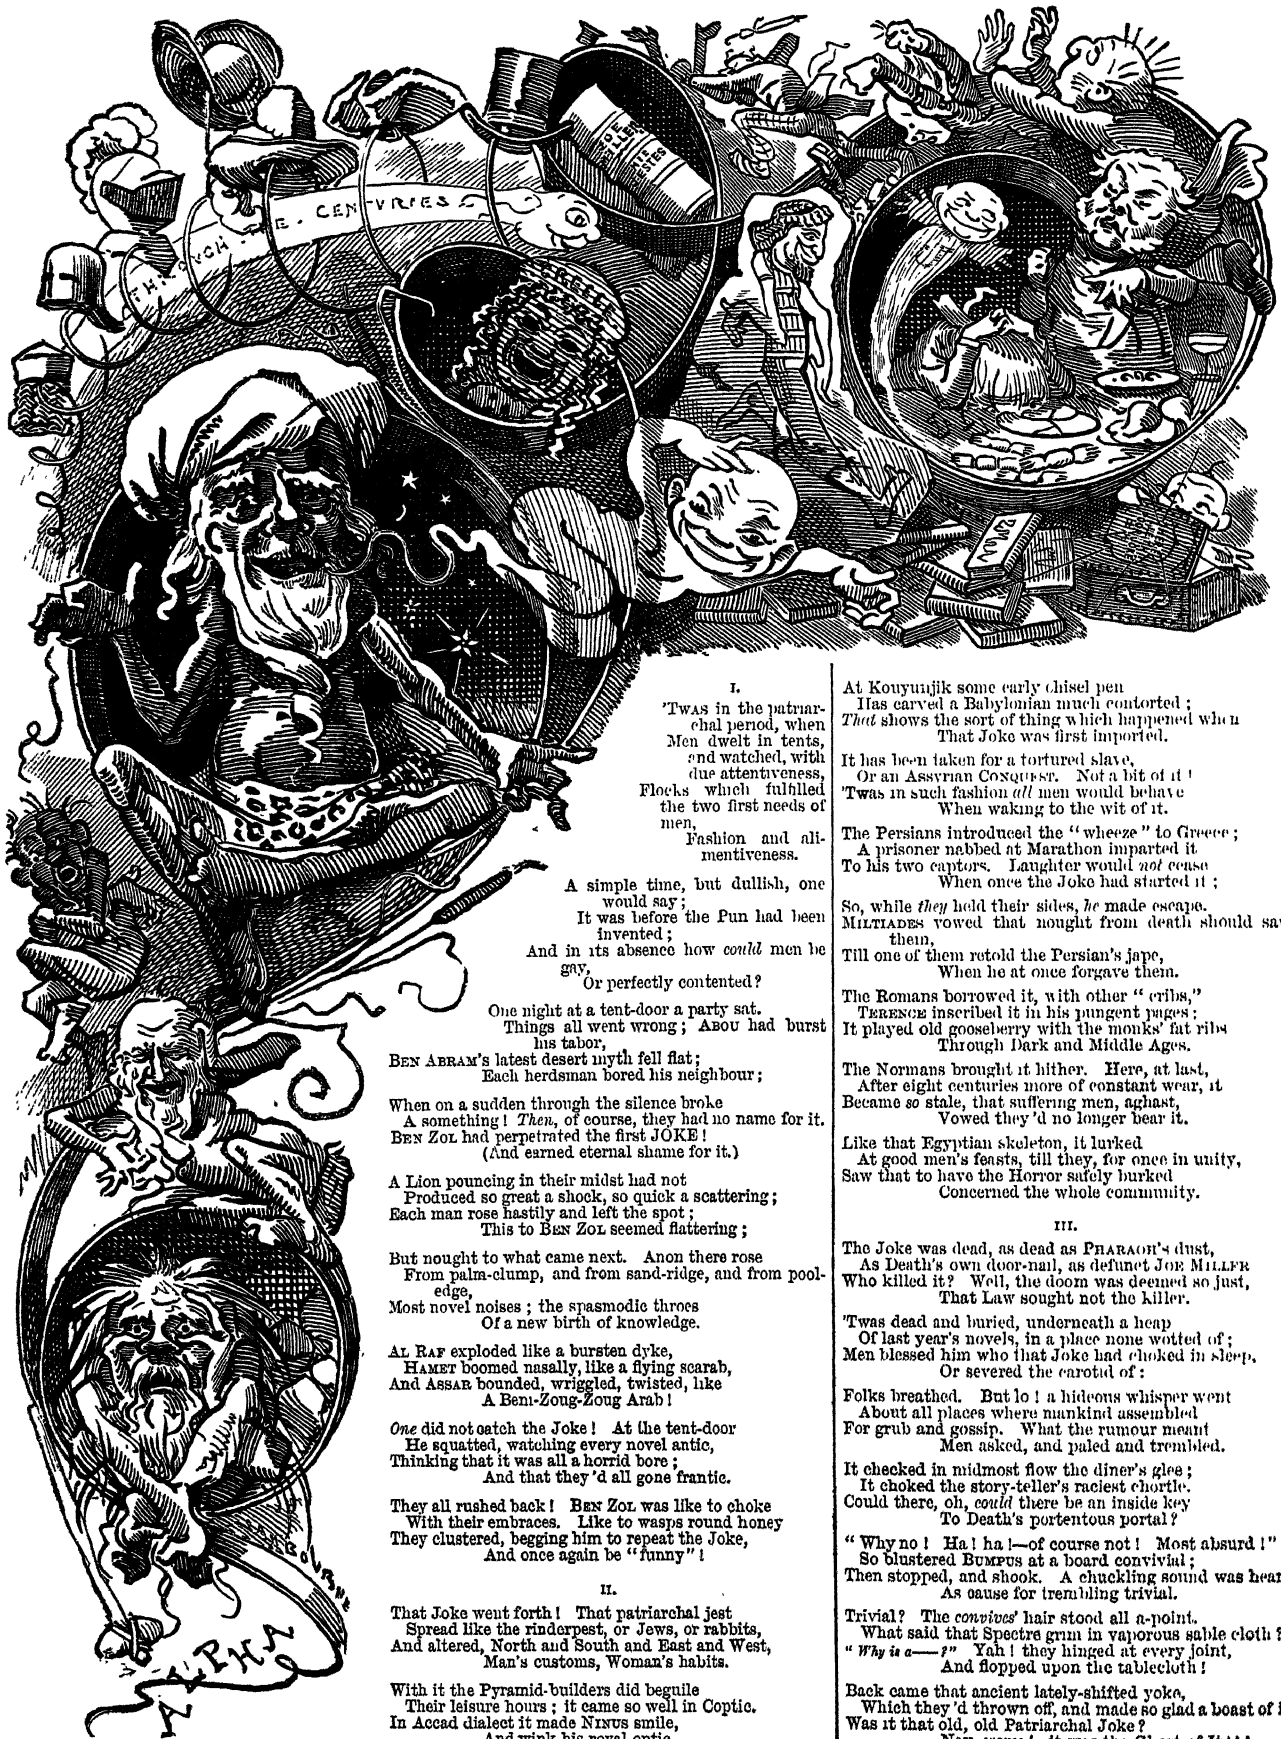 THROUGH · THE · CENTURIES
GREECE
ALPHA
I.
'TWAS in the patriar-
chal period, when
Men dwelt in tents,
and watched, with
due attentiveness,
Flocks which fulfilled
the two first needs of
men,
Fashion and ali-
mentiveness.
A simple time, but dullish, one
would say;
It was before the Pun had been
invented;
And in its absence how could men be
gay,
Or perfectly contented?
One night at a tent-door a party sat.
Things all went wrong; ABOU had burst
his tabor,
BEN ABRAM'S latest desert myth fell flat;
Each herdsman bored his neighbour;
When on a sudden through the silence broke
A something! Then, of course, they had no name for it.
BEN ZOL had perpetrated the first JOKE!
(And earned eternal shame for it.)
A Lion pouncing in their midst had not
Produced so great a shock, so quick a scattering;
Each man rose hastily and left the spot;
This to BEN ZOL seemed flattering;
But nought to what came next. Anon there rose
From palm-clump, and from sand-ridge, and from pool-
edge,
Most novel noises; the spasmodic throes
Of a new birth of knowledge.
AL RAF exploded like a bursten dyke,
HAMET boomed nasally, like a flying scarab,
And ASSAR bounded, wriggled, twisted, like
A Beni-Zoug-Zoug Arab!
One did not catch the Joke! At the tent-door
He squatted, watching every novel antic,
Thinking that it was all a horrid bore;
And that they'd all gone frantic.
They all rushed back! BEN ZOL was like to choke
With their embraces. Like to wasps round honey
They clustered, begging him to repeat the Joke,
And once again be "funny"!
II.
That Joke went forth! That patriarchal jest
Spread like the rinderpest, or Jews, or rabbits,
And altered, North and South and East and West,
Man's customs, Woman's habits.
With it the Pyramid-builders did beguile
Their leisure hours; it came so well in Coptic.
In Accad dialect it made NINUS smile,
And wink his royal optic.
At Kouyunjik some early chisel pen
Has carved a Babylonian much contorted;
That shows the sort of thing which happened when
That Joke was first imported.
It has been taken for a tortured slave,
Or an ASSYRIAN CONQUEST. Not a bit of it!
'Twas in such fashion all men would behave
When waking to the wit of it.
The Persians introduced the "wheeze" to Greece;
A prisoner nabbed at Marathon imparted it
To his two captors. Laughter would not cease
When once the Joke had started it;
So, while they held their sides, he made escape.
MILTIADES vowed that nought from death should sa
them,
Till one of them retold the Persian's jape,
When he at once forgave them.
The Romans borrowed it, with other "cribs,"
TERENCE inscribed it in his pungent pages;
It played old gooseberry with the monks' fat ribs
Through Dark and Middle Ages.
The Normans brought it hither. Here, at last,
After eight centuries more of constant wear, it
Became so stale, that suffering men, aghast,
Vowed they'd no longer bear it.
Like that Egyptian skeleton, it lurked
At good men's feasts, till they, for once in unity,
Saw that to have the Horror safely burked
Concerned the whole community.
III.
The Joke was dead, as dead as PHARAOH'S dust,
As Death's own door-nail, as defunct JOE MILLER
Who killed it? Well, the doom was deemed so just,
That Law sought not the killer.
'Twas dead and buried, underneath a heap
Of last year's novels, in a place none wotted of;
Men blessed him who that Joke had choked in sleep,
Or severed the carotid of:
Folks breathed. But lo! a hideous whisper went
About all places where mankind assembled
For grub and gossip. What the rumour meant
Men asked, and paled and trembled.
It checked in midmost flow the diner's glee;
It choked the story-teller's raciest chortle.
Could there, oh, could there be an inside key
To Death's portentous portal?
"Why no! Ha! ha!—of course not! Most absurd!"
So blustered BUMPUS at a board convivial;
Then stopped, and shook. A chuckling sound was hear
As cause for trembling trivial.
Trivial? The convives' hair stood all a-point.
What said that Spectre grim in vaporous sable cloth?
"Why is a——?" Yah! they hinged at every joint,
And flopped upon the tablecloth!
Back came that ancient lately-shifted yoke,
Which they'd thrown off, and made so glad a boast of
Was it that old, old Patriarchal Joke?